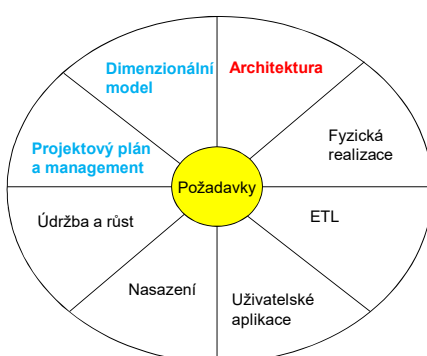 Dimenzionální
model
Architektura
Fyzická
realizace
Projektový plán
a management
Požadavky
Údržba a růst
ETL
Nasazení
Uživatelské
aplikace